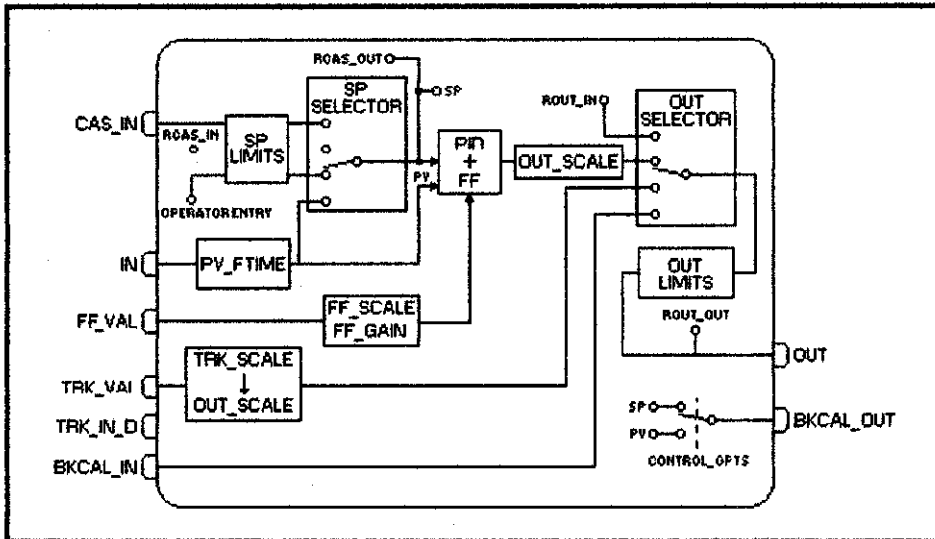 RCAS_OUT
SP
SP
SELECTOR
ROUT_IN
OUT
SELECTOR
CAS_IN
RCAS_IN
SP
LIMITS
PID
+
FF
OUT_SCALE
PV
OPERATOR ENTRY
IN
PV_FTIME
OUT
LIMITS
FF_VAL
FF_SCALE
FF_GAIN
ROUT_OUT
OUT
TRK_VAL
TRK_SCALE
OUT_SCALE
TRK_IN_D
SP
PV
BKCAL_OUT
CONTROL_OPTS
BKCAL_IN